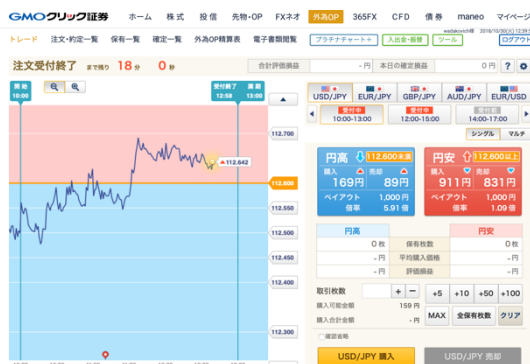 GMOクリック証券 ホーム 株式 投信 先物・OP FXネオ 外為OP 365FX CFD 債券 maneo マイページ
トレード 注文・約定一覧 保有一覧 確定一覧 外為OP精算表 電子書類閲覧 プラチナチャート+ 入出金・振替 ツール ログアウト
注文受付終了 まで残り 18分 0秒 合計評価損益 -円 本日の確定損益 0円 ?
開始 10:00 受付終了 12:58 満期 13:00
USD/JPY EUR/JPY GBP/JPY AUD/JPY EUR/USD
受付中 10:00-13:00 受付中 12:00-15:00 受付前 14:00-17:00
シングル マルチ
112.700
112.642
112.600
112.550
112.500
112.450
112.400
112.300
円高 112.600未満
購入 169円 売却 89円
ペイアウト 1,000円
倍率 5.91倍
円安 112.600以上
購入 911円 売却 831円
ペイアウト 1,000円
倍率 1.09倍
円高 円安
0枚 保有枚数 0枚
-円 平均購入価格 -円
-円 評価損益 -円
取引枚数 + − +5 +10 +50 +100
購入可能金額 159円
購入合計金額 -円
MAX 全保有枚数 クリア
確認省略
USD/JPY 購入 USD/JPY 売却